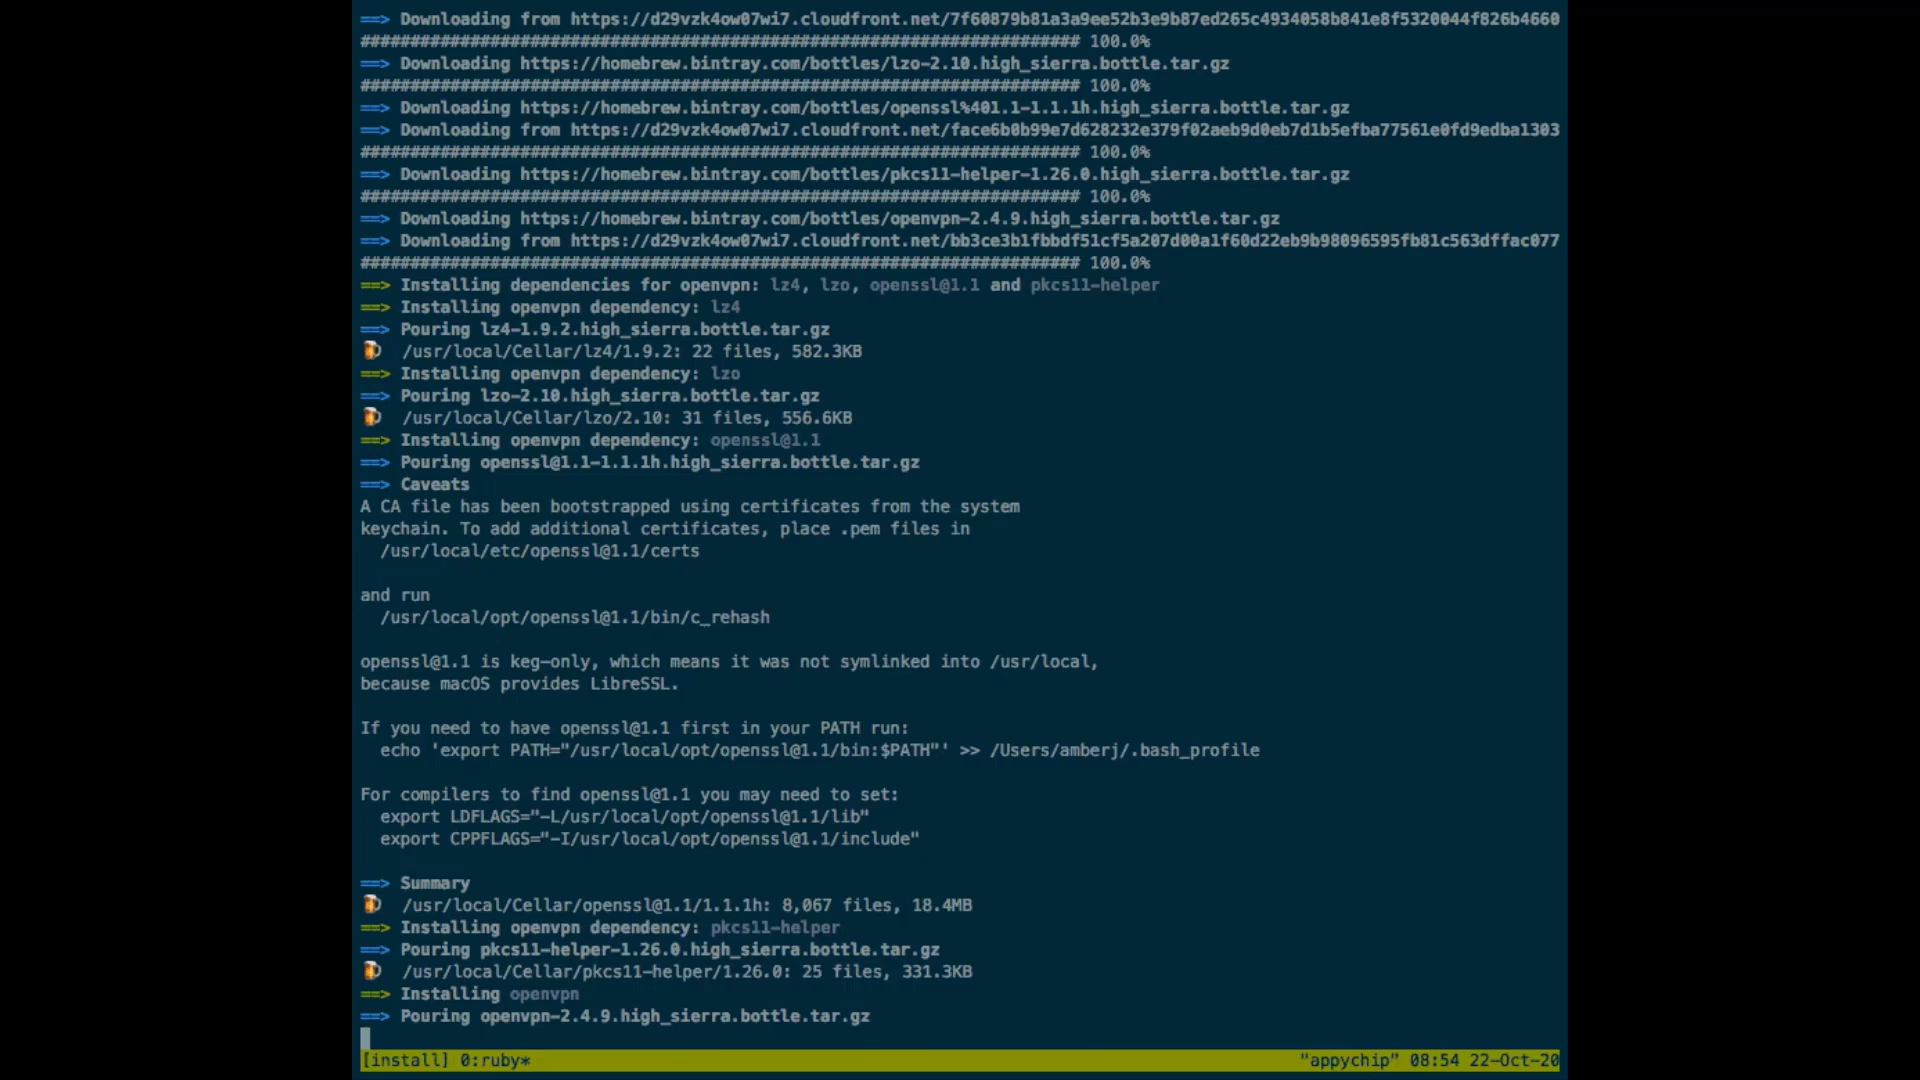 ==> Downloading from https://d29vzk4ow07wi7.cloudfront.net/7f60879b81a3a9ee52b3e9b87ed265c4934058b841e8f5320044f826b4660
######################################################################## 100.0%
==> Downloading https://homebrew.bintray.com/bottles/lzo-2.10.high_sierra.bottle.tar.gz
######################################################################## 100.0%
==> Downloading https://homebrew.bintray.com/bottles/openssl%401.1-1.1.1h.high_sierra.bottle.tar.gz
==> Downloading from https://d29vzk4ow07wi7.cloudfront.net/face6b0b99e7d628232e379f02aeb9d0eb7d1b5efba77561e0fd9edba1303
######################################################################## 100.0%
==> Downloading https://homebrew.bintray.com/bottles/pkcs11-helper-1.26.0.high_sierra.bottle.tar.gz
######################################################################## 100.0%
==> Downloading https://homebrew.bintray.com/bottles/openvpn-2.4.9.high_sierra.bottle.tar.gz
==> Downloading from https://d29vzk4ow07wi7.cloudfront.net/bb3ce3b1fbbdf51cf5a207d00a1f60d22eb9b98096595fb81c563dffac077
######################################################################## 100.0%
==> Installing dependencies for openvpn: lz4, lzo, openssl@1.1 and pkcs11-helper
==> Installing openvpn dependency: lz4
==> Pouring lz4-1.9.2.high_sierra.bottle.tar.gz
🍺  /usr/local/Cellar/lz4/1.9.2: 22 files, 582.3KB
==> Installing openvpn dependency: lzo
==> Pouring lzo-2.10.high_sierra.bottle.tar.gz
🍺  /usr/local/Cellar/lzo/2.10: 31 files, 556.6KB
==> Installing openvpn dependency: openssl@1.1
==> Pouring openssl@1.1-1.1.1h.high_sierra.bottle.tar.gz
==> Caveats
A CA file has been bootstrapped using certificates from the system
keychain. To add additional certificates, place .pem files in
  /usr/local/etc/openssl@1.1/certs

and run
  /usr/local/opt/openssl@1.1/bin/c_rehash

openssl@1.1 is keg-only, which means it was not symlinked into /usr/local,
because macOS provides LibreSSL.

If you need to have openssl@1.1 first in your PATH run:
  echo 'export PATH="/usr/local/opt/openssl@1.1/bin:$PATH"' >> /Users/amberj/.bash_profile

For compilers to find openssl@1.1 you may need to set:
  export LDFLAGS="-L/usr/local/opt/openssl@1.1/lib"
  export CPPFLAGS="-I/usr/local/opt/openssl@1.1/include"

==> Summary
🍺  /usr/local/Cellar/openssl@1.1/1.1.1h: 8,067 files, 18.4MB
==> Installing openvpn dependency: pkcs11-helper
==> Pouring pkcs11-helper-1.26.0.high_sierra.bottle.tar.gz
🍺  /usr/local/Cellar/pkcs11-helper/1.26.0: 25 files, 331.3KB
==> Installing openvpn
==> Pouring openvpn-2.4.9.high_sierra.bottle.tar.gz
[install] 0:ruby* "appychip" 08:54 22-Oct-20